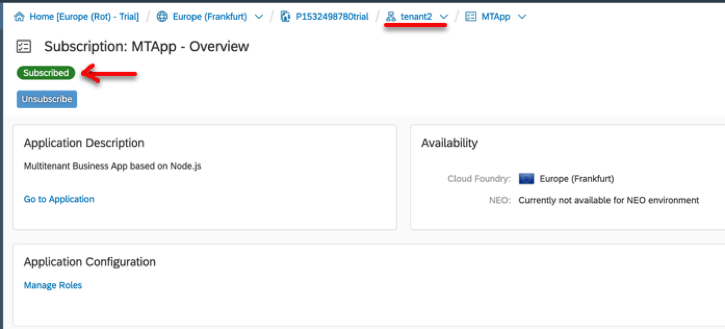 Home [Europe (Rot) - Trial] / Europe (Frankfurt) / P1532498780trial / tenant2 / MTApp
Subscription: MTApp - Overview
Subscribed
Unsubscribe
Application Description
Multitenant Business App based on Node.js
Go to Application
Availability
Cloud Foundry: Europe (Frankfurt)
NEO: Currently not available for NEO environment
Application Configuration
Manage Roles